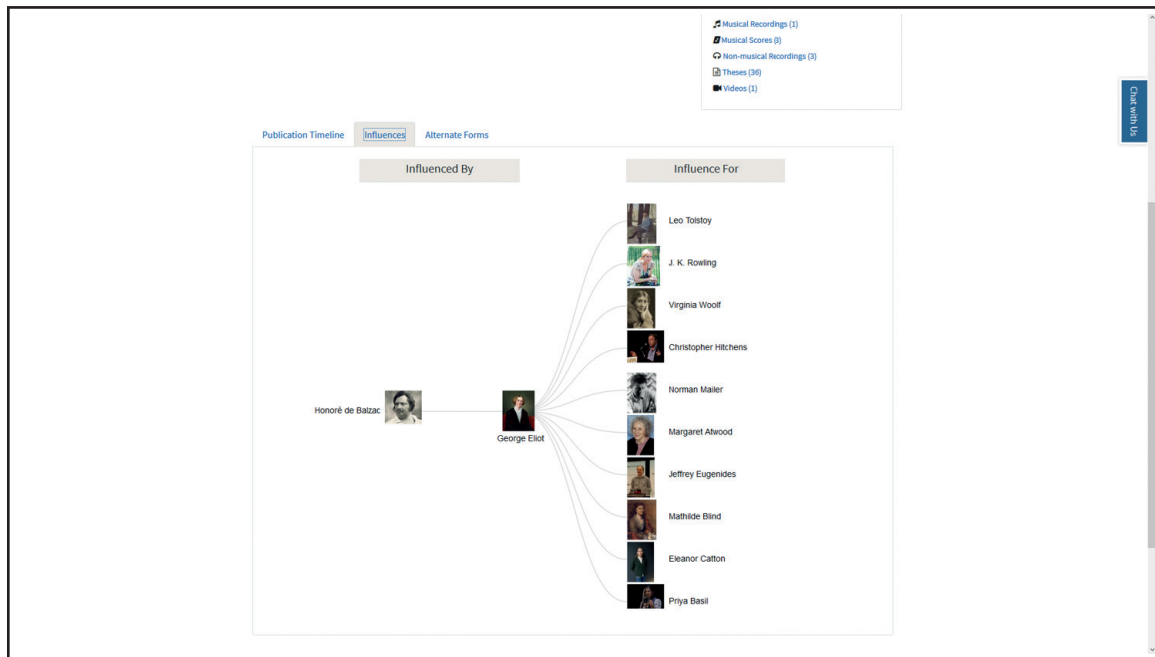 Musical Recordings (1)
Musical Scores (3)
Non-musical Recordings (3)
Theses (36)
Videos (1)
Chat with Us
Publication Timeline
Influences
Alternate Forms
Influenced By
Influence For
Leo Tolstoy
J. K. Rowling
Virginia Woolf
Christopher Hitchens
Norman Mailer
Honoré de Balzac
George Eliot
Margaret Atwood
Jeffrey Eugenides
Mathilde Blind
Eleanor Catton
Priya Basil